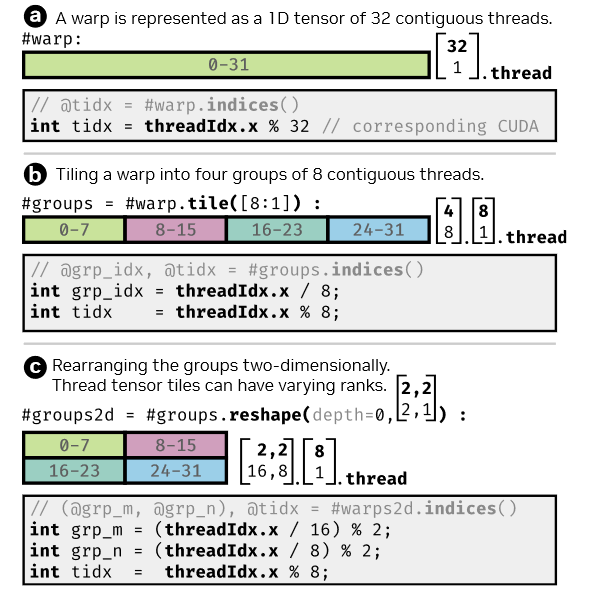 a A warp is represented as a 1D tensor of 32 contiguous threads.
#warp:
0–31
[32
1].thread
// @tidx = #warp.indices()
int tidx = threadIdx.x % 32 // corresponding CUDA
b Tiling a warp into four groups of 8 contiguous threads.
#groups = #warp.tile([8:1]) :
0–7 8–15 16–23 24–31
[4 8
8].[1].thread
// @grp_idx, @tidx = #groups.indices()
int grp_idx = threadIdx.x / 8;
int tidx    = threadIdx.x % 8;
c Rearranging the groups two-dimensionally.
Thread tensor tiles can have varying ranks.
#groups2d = #groups.reshape(depth=0,[2,2
2,1]) :
0–7 8–15
16–23 24–31
[2,2 8
16,8].[1].thread
// (@grp_m, @grp_n), @tidx = #warps2d.indices()
int grp_m = (threadIdx.x / 16) % 2;
int grp_n = (threadIdx.x / 8) % 2;
int tidx  =  threadIdx.x % 8;